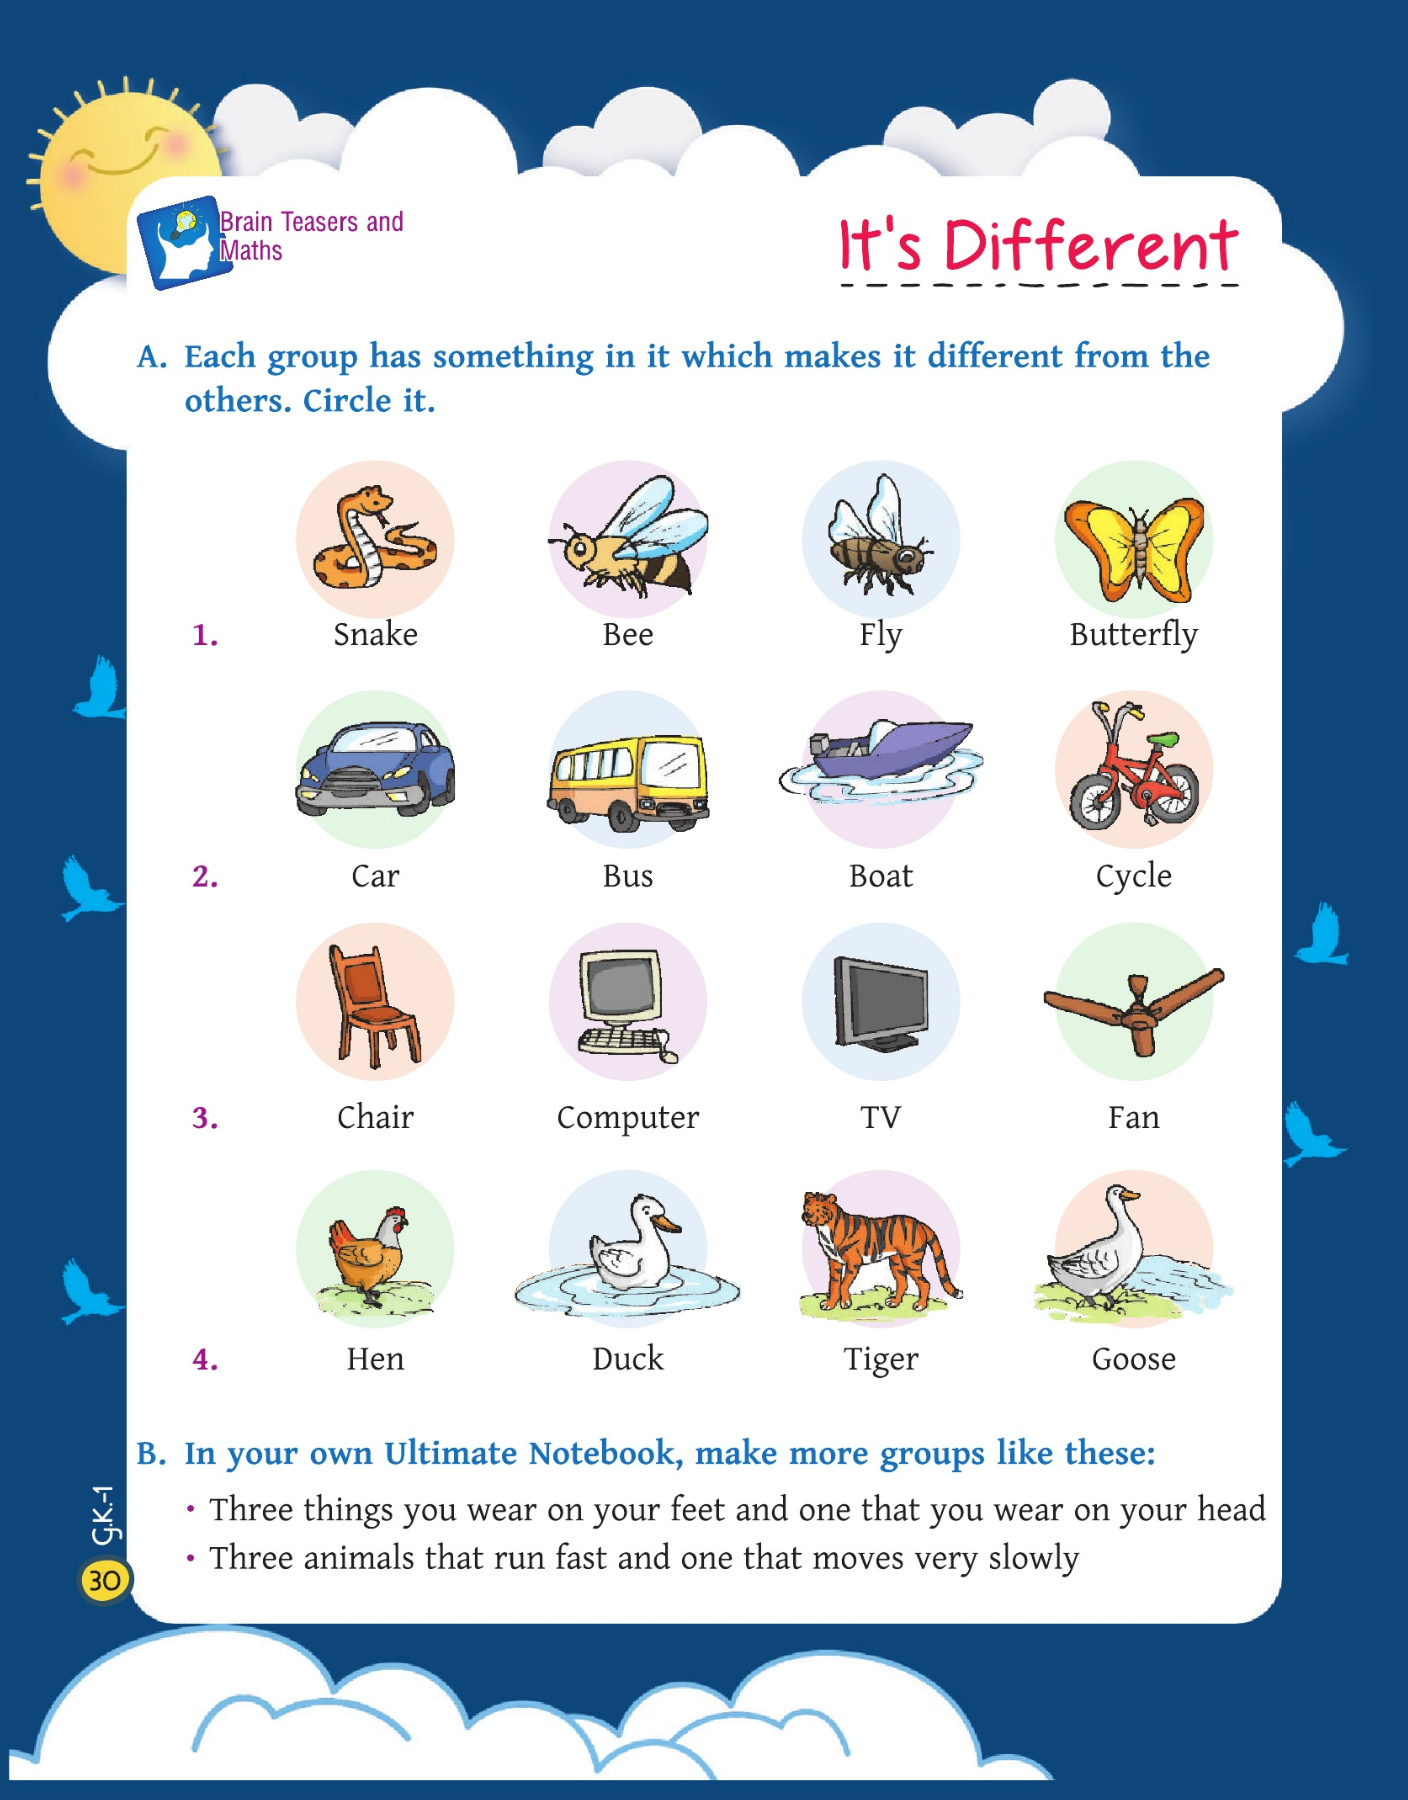 Brain Teasers and
Maths
It's Different
A. Each group has something in it which makes it different from the
others. Circle it.
1. Snake Bee Fly Butterfly
2. Car Bus Boat Cycle
3. Chair Computer TV Fan
4. Hen Duck Tiger Goose
B. In your own Ultimate Notebook, make more groups like these:
• Three things you wear on your feet and one that you wear on your head
• Three animals that run fast and one that moves very slowly
G.K.-1
30